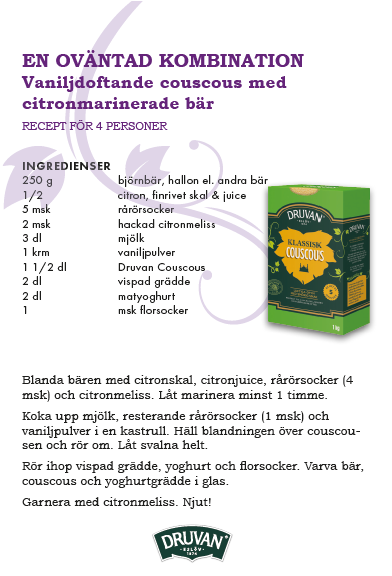 EN OVÄNTAD KOMBINATION
Vaniljdoftande couscous med
citronmarinerade bär
RECEPT FÖR 4 PERSONER
INGREDIENSER
250 g björnbär, hallon el. andra bär
1/2 citron, finrivet skal & juice
5 msk rårörsocker
2 msk hackad citronmeliss
3 dl mjölk
1 krm vaniljpulver
1 1/2 dl Druvan Couscous
2 dl vispad grädde
2 dl matyoghurt
1 msk florsocker
DRUVAN
KLASSISK
COUSCOUS
1 kg
DRUVAN
Blanda bären med citronskal, citronjuice, rårörsocker (4
msk) och citronmeliss. Låt marinera minst 1 timme.
Koka upp mjölk, resterande rårörsocker (1 msk) och
vaniljpulver i en kastrull. Häll blandningen över couscou-
sen och rör om. Låt svalna helt.
Rör ihop vispad grädde, yoghurt och florsocker. Varva bär,
couscous och yoghurtgrädde i glas.
Garnera med citronmeliss. Njut!
DRUVAN
ESLÖV
1874